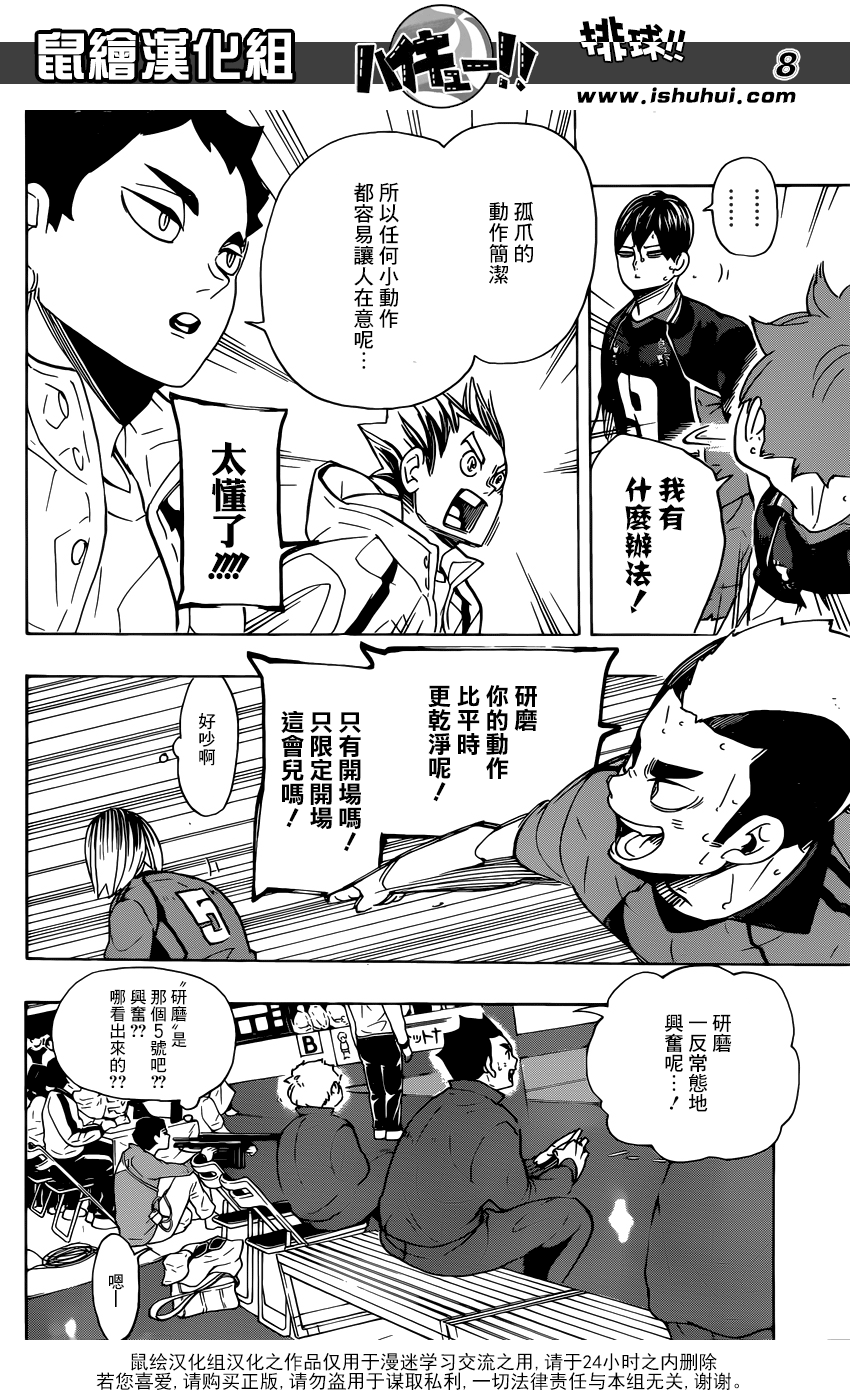 鼠繪漢化組
ハイキュー!!
排球!!
8
www.ishuhui.com
……
……
我有
什麼辦法！
孤爪的
動作簡潔
所以任何小動作
都容易讓人在意呢…
太懂了!!!!!
研磨
你的動作
比平時
更乾淨呢！
只有開場嗎！
只限定開場
這會兒嗎！
好吵啊
5
研磨
一反常態地
興奮呢…！
“研磨”是
那個5號吧??
興奮??
哪看出來的??
B
ット
嗯—
鼠绘汉化组汉化之作品仅用于漫迷学习交流之用, 请于24小时之内删除
若您喜爱, 请购买正版, 请勿盗用于谋取私利, 一切法律责任与本组无关, 谢谢。